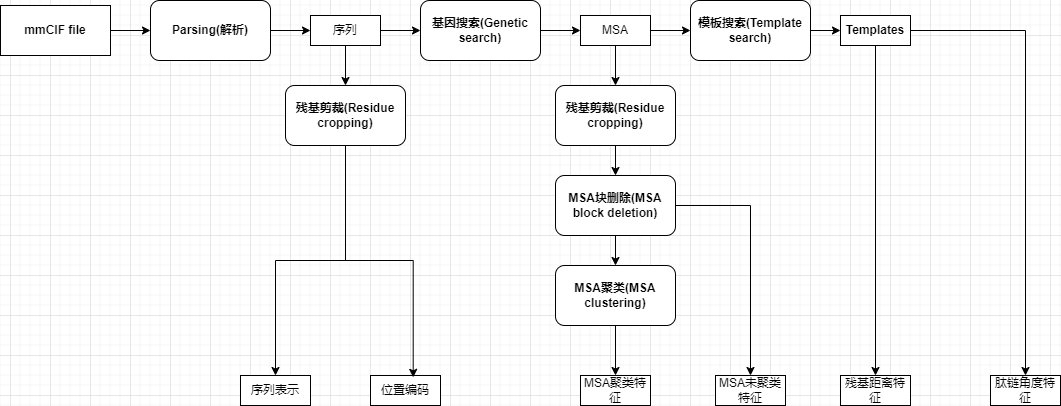 mmCIF file
Parsing(解析)
序列
基因搜索(Genetic
search)
MSA
模板搜索(Template
search)
Templates
残基剪裁(Residue
cropping)
残基剪裁(Residue
cropping)
MSA块删除(MSA
block deletion)
MSA聚类(MSA
clustering)
序列表示
位置编码
MSA聚类特
征
MSA未聚类
特征
残基距离特
征
肽链角度特
征